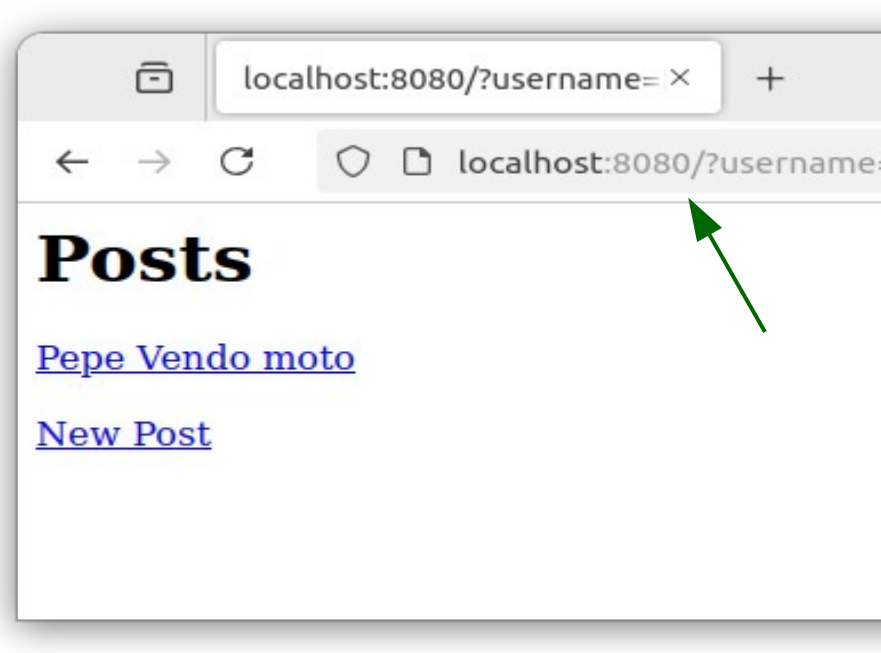 localhost:8080/?username=
localhost:8080/?username=
Posts
Pepe Vendo moto
New Post